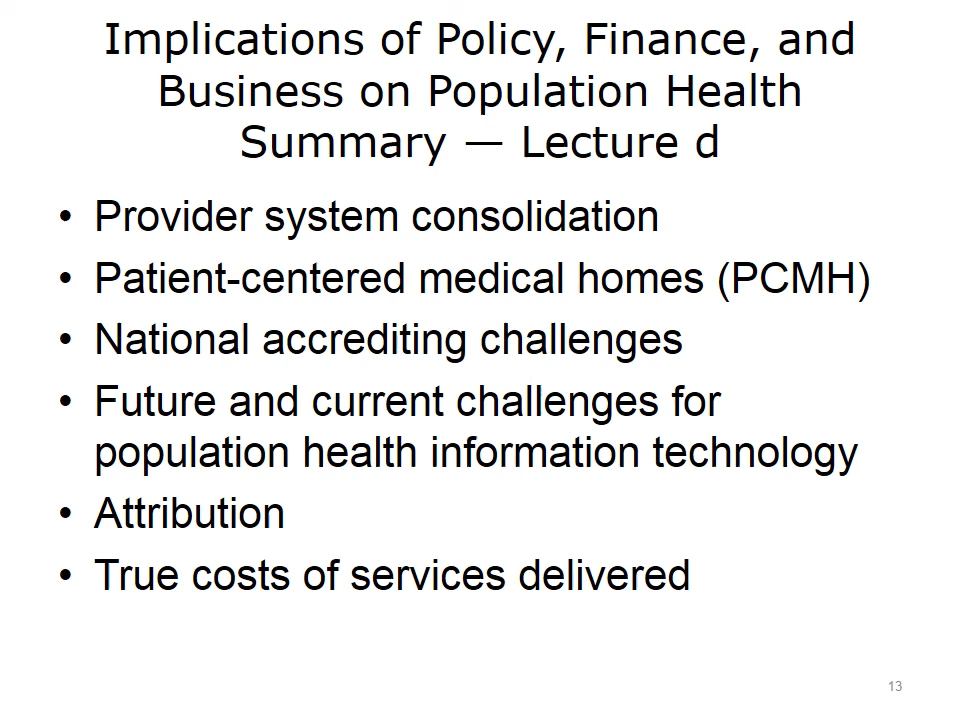 Implications of Policy, Finance, and
Business on Population Health
Summary — Lecture d
• Provider system consolidation
• Patient-centered medical homes (PCMH)
• National accrediting challenges
• Future and current challenges for
population health information technology
• Attribution
• True costs of services delivered
13